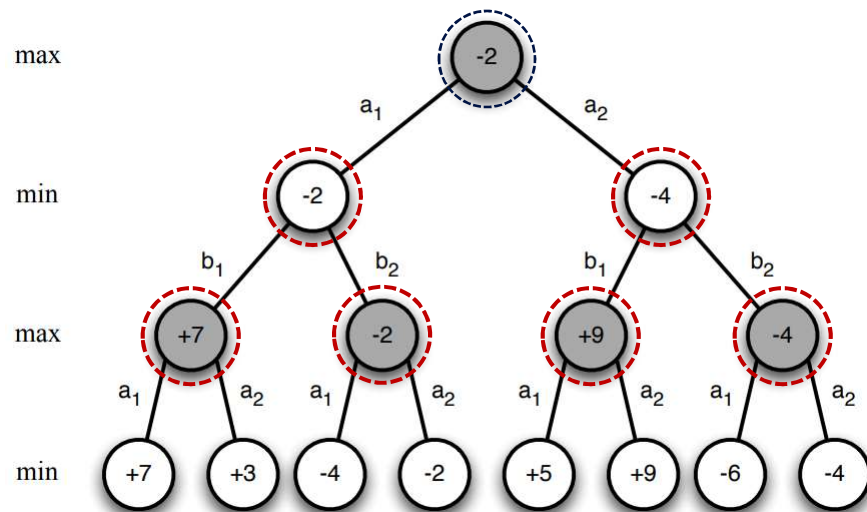 max
-2
a1 a2
min
-2 -4
b1 b2 b1 b2
max
+7 -2 +9 -4
a1 a2 a1 a2 a1 a2 a1 a2
min
+7 +3 -4 -2 +5 +9 -6 -4